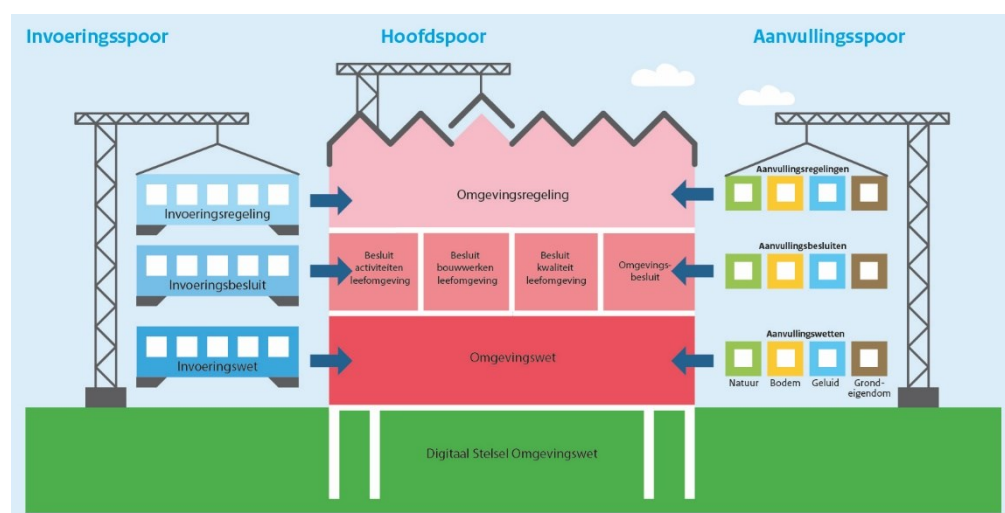 Invoeringsspoor
Hoofdspoor
Aanvullingsspoor
Invoeringsregeling
Invoeringsbesluit
Invoeringswet
Omgevingsregeling
Besluit
activiteiten
leefomgeving
Besluit
bouwwerken
leefomgeving
Besluit
kwaliteit
leefomgeving
Omgevings-
besluit
Omgevingswet
Digitaal Stelsel Omgevingswet
Aanvullingsregelingen
Aanvullingsbesluiten
Aanvullingswetten
Natuur
Bodem
Geluid
Grond-
eigendom